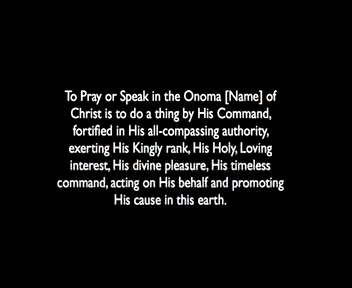 To Pray or Speak in the Onoma [Name] of
Christ is to do a thing by His Command,
fortified in His all-compassing authority,
exerting His Kingly rank, His Holy, Loving
interest, His divine pleasure, His timeless
command, acting on His behalf and promoting
His cause in this earth.